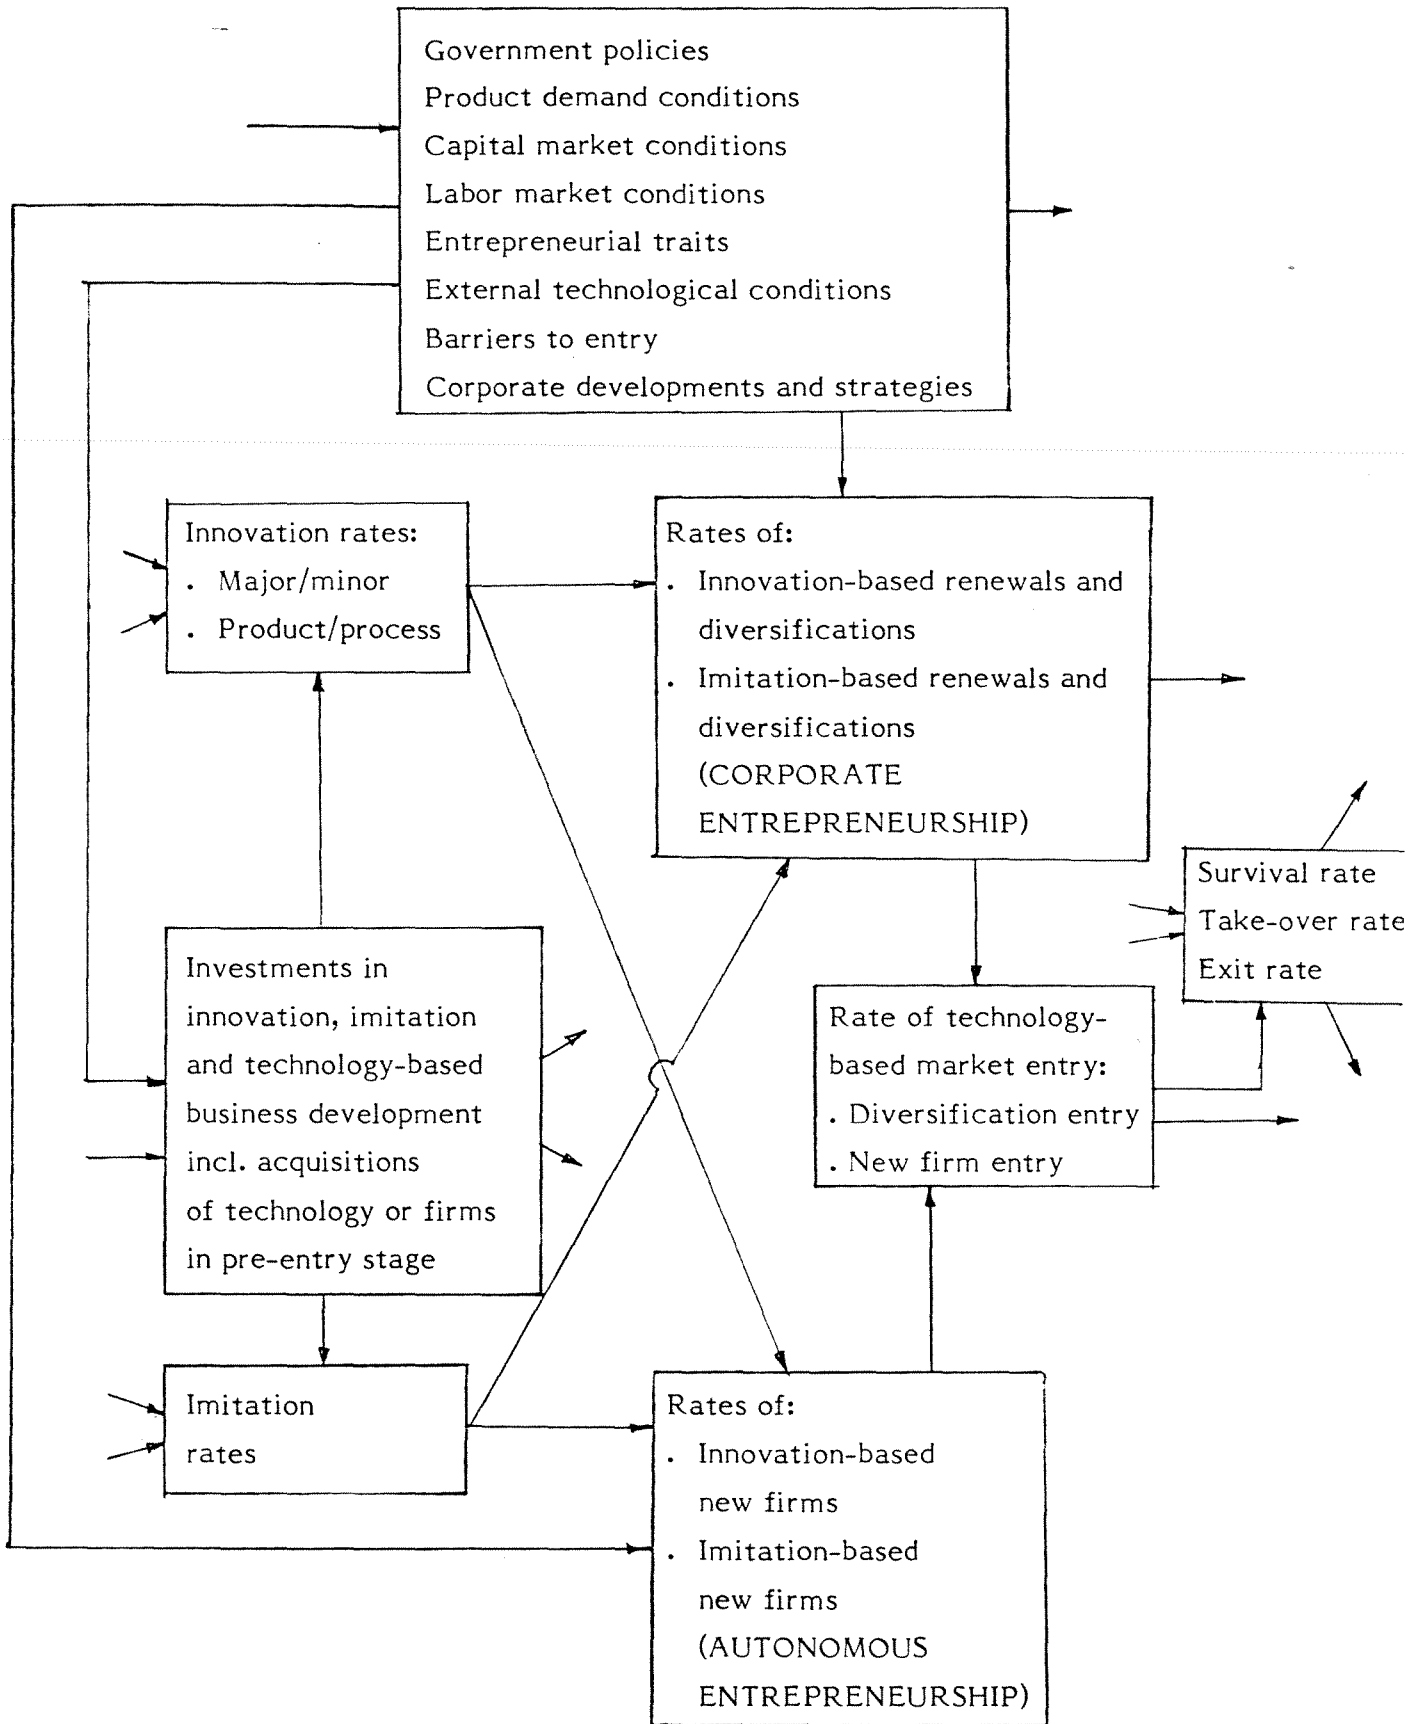 Government policies
Product demand conditions
Capital market conditions
Labor market conditions
Entrepreneurial traits
External technological conditions
Barriers to entry
Corporate developments and strategies
Innovation rates:
. Major/minor
. Product/process
Rates of:
. Innovation-based renewals and
diversifications
. Imitation-based renewals and
diversifications
(CORPORATE
ENTREPRENEURSHIP)
Survival rate
Take-over rate
Exit rate
Investments in
innovation, imitation
and technology-based
business development
incl. acquisitions
of technology or firms
in pre-entry stage
Rate of technology-
based market entry:
. Diversification entry
. New firm entry
Imitation
rates
Rates of:
. Innovation-based
new firms
. Imitation-based
new firms
(AUTONOMOUS
ENTREPRENEURSHIP)